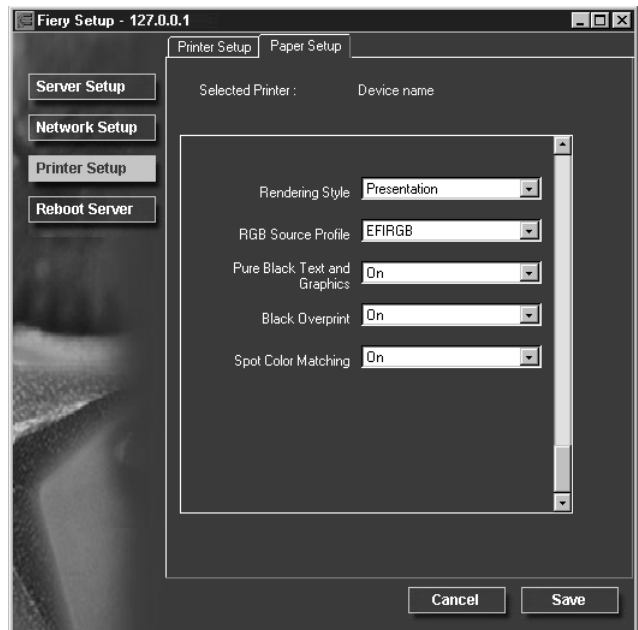 Fiery Setup - 127.0.0.1
Printer Setup
Paper Setup
Server Setup
Network Setup
Printer Setup
Reboot Server
Selected Printer :
Device name
Rendering Style
Presentation
RGB Source Profile
EFIRGB
Pure Black Text and
Graphics
On
Black Overprint
On
Spot Color Matching
On
Cancel
Save